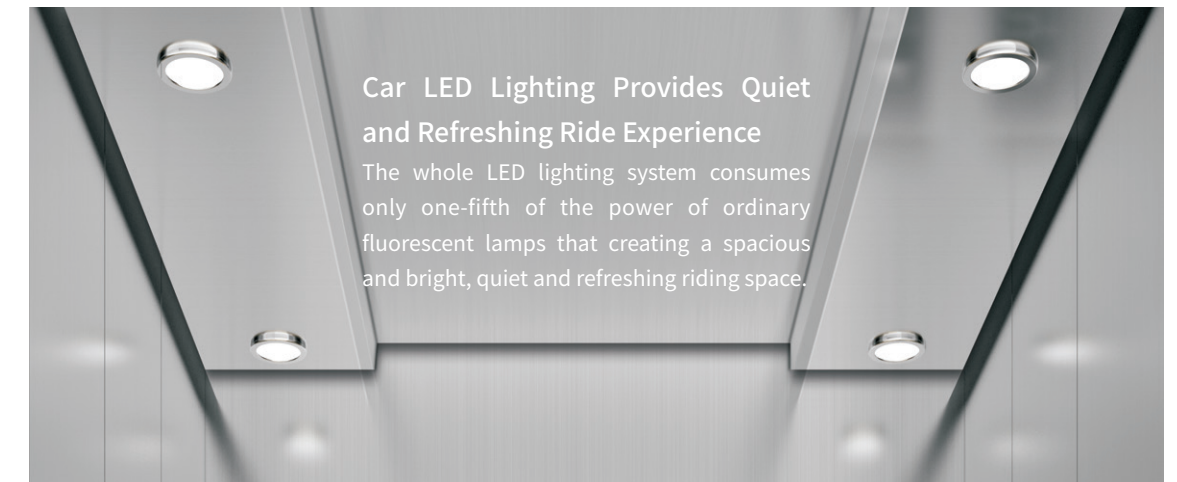 Car LED Lighting Provides Quiet
and Refreshing Ride Experience
The whole LED lighting system consumes
only one-fifth of the power of ordinary
fluorescent lamps that creating a spacious
and bright, quiet and refreshing riding space.